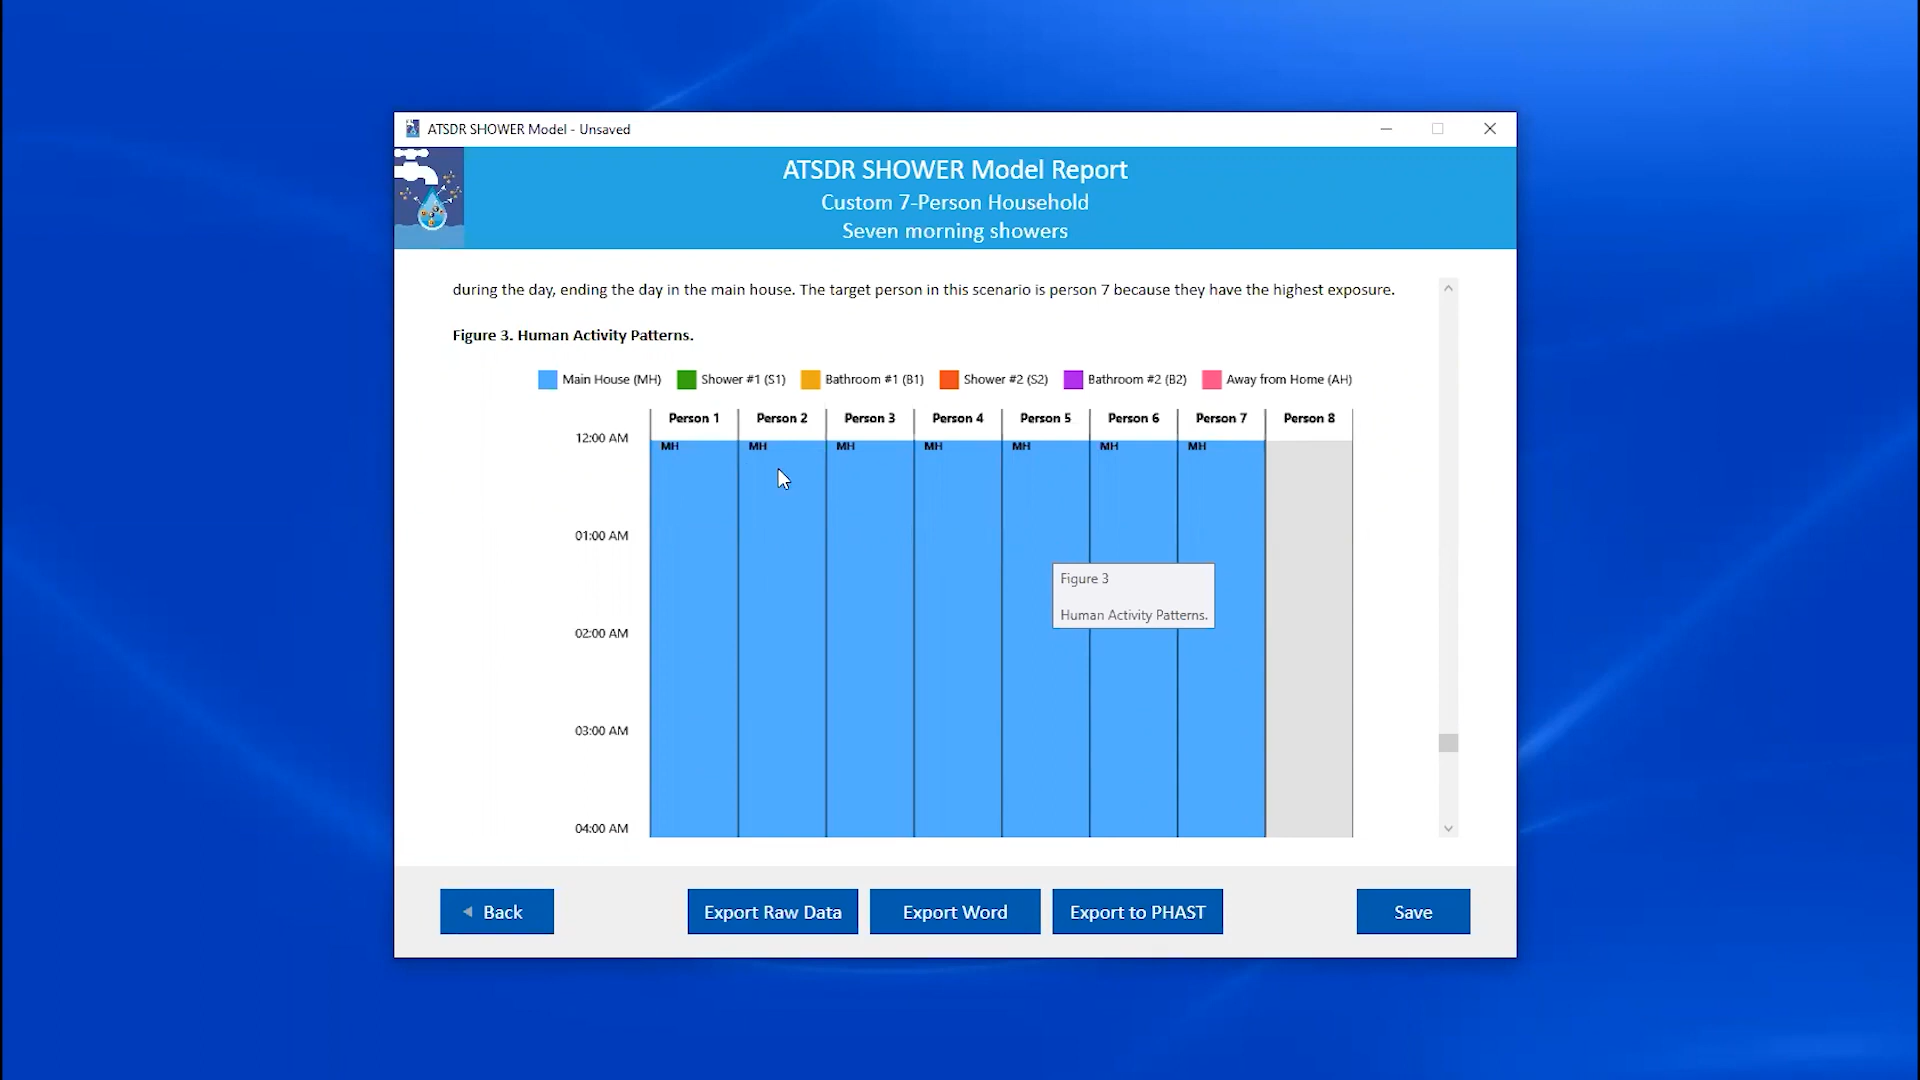 ATSDR SHOWER Model - Unsaved
ATSDR SHOWER Model Report
Custom 7-Person Household
Seven morning showers
during the day, ending the day in the main house. The target person in this scenario is person 7 because they have the highest exposure.
Figure 3. Human Activity Patterns.
Main House (MH) Shower #1 (S1) Bathroom #1 (B1) Shower #2 (S2) Bathroom #2 (B2) Away from Home (AH)
Person 1 Person 2 Person 3 Person 4 Person 5 Person 6 Person 7 Person 8
12:00 AM
MH MH MH MH MH MH MH
01:00 AM
Figure 3
Human Activity Patterns.
02:00 AM
03:00 AM
04:00 AM
Back Export Raw Data Export Word Export to PHAST Save